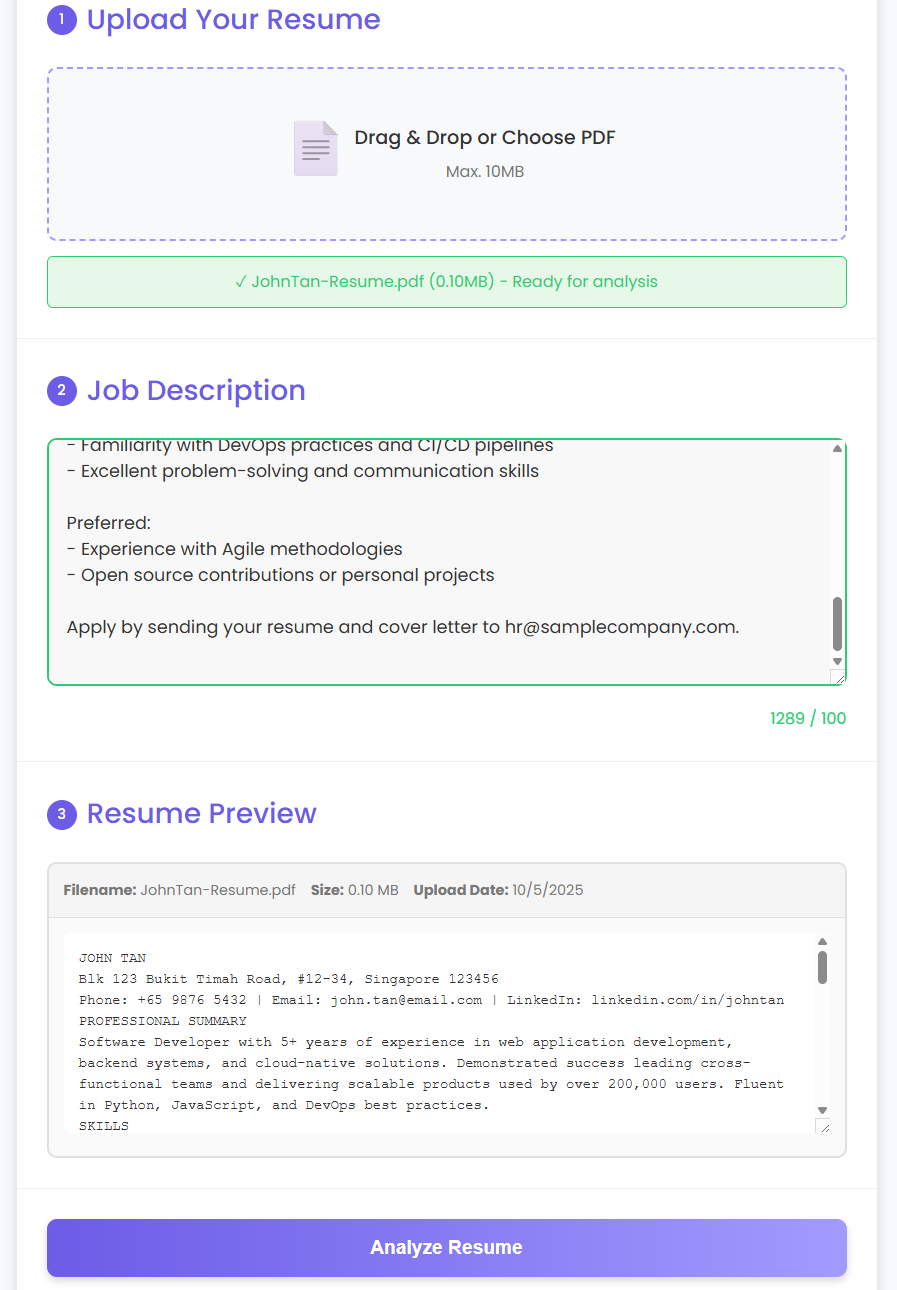 1 Upload Your Resume
Drag & Drop or Choose PDF
Max. 10MB
✓ JohnTan-Resume.pdf (0.10MB) - Ready for analysis
2 Job Description
- Familiarity with DevOps practices and CI/CD pipelines
- Excellent problem-solving and communication skills
Preferred:
- Experience with Agile methodologies
- Open source contributions or personal projects
Apply by sending your resume and cover letter to hr@samplecompany.com.
1289 / 100
3 Resume Preview
Filename: JohnTan-Resume.pdf Size: 0.10 MB Upload Date: 10/5/2025
JOHN TAN
Blk 123 Bukit Timah Road, #12-34, Singapore 123456
Phone: +65 9876 5432 | Email: john.tan@email.com | LinkedIn: linkedin.com/in/johntan
PROFESSIONAL SUMMARY
Software Developer with 5+ years of experience in web application development,
backend systems, and cloud-native solutions. Demonstrated success leading cross-
functional teams and delivering scalable products used by over 200,000 users. Fluent
in Python, JavaScript, and DevOps best practices.
SKILLS
Analyze Resume